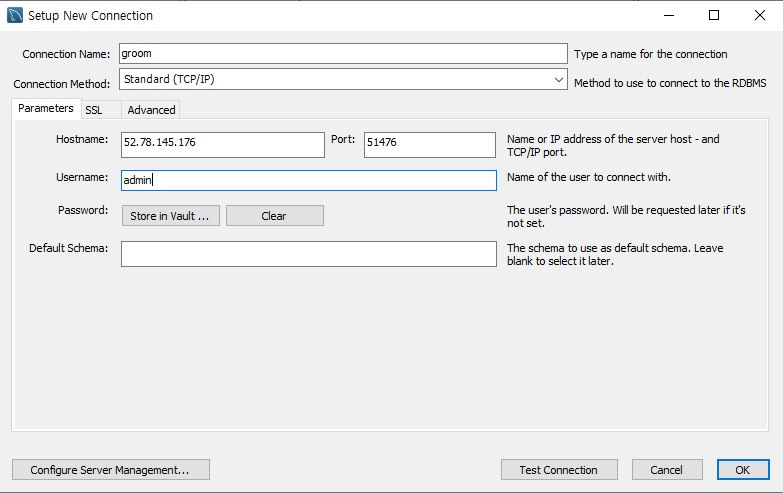 Setup New Connection
Connection Name: groom Type a name for the connection
Connection Method: Standard (TCP/IP) Method to use to connect to the RDBMS
Parameters SSL Advanced
Hostname: 52.78.145.176 Port: 51476 Name or IP address of the server host - and
TCP/IP port.
Username: admin Name of the user to connect with.
Password: Store in Vault ... Clear The user's password. Will be requested later if it's
not set.
Default Schema: The schema to use as default schema. Leave
blank to select it later.
Configure Server Management... Test Connection Cancel OK